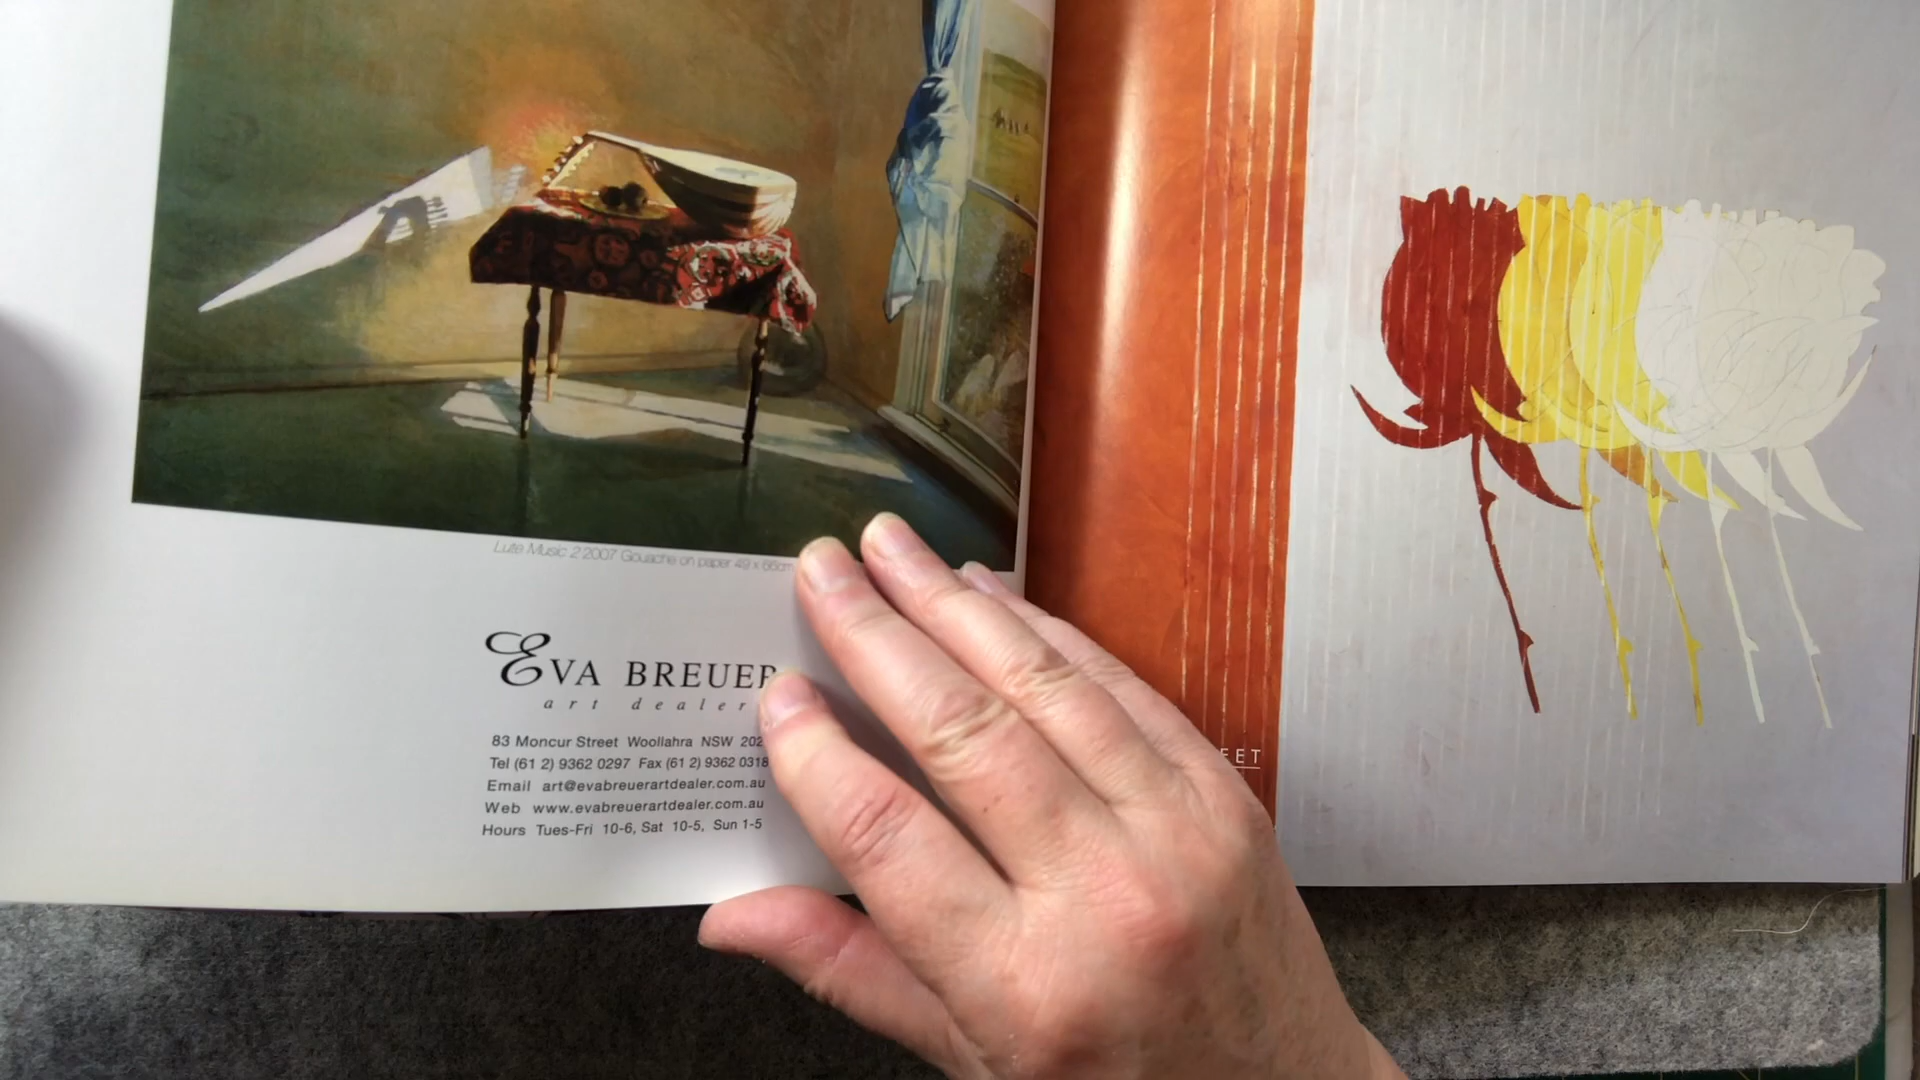 Lute Music 2 2007 Gouache on paper 49 x 66cm
EVA BREUER
art dealer
83 Moncur Street Woollahra NSW 202
Tel (61 2) 9362 0297 Fax (61 2) 9362 0318
Email art@evabreuerartdealer.com.au
Web www.evabreuerartdealer.com.au
Hours Tues-Fri 10-6, Sat 10-5, Sun 1-5
EET